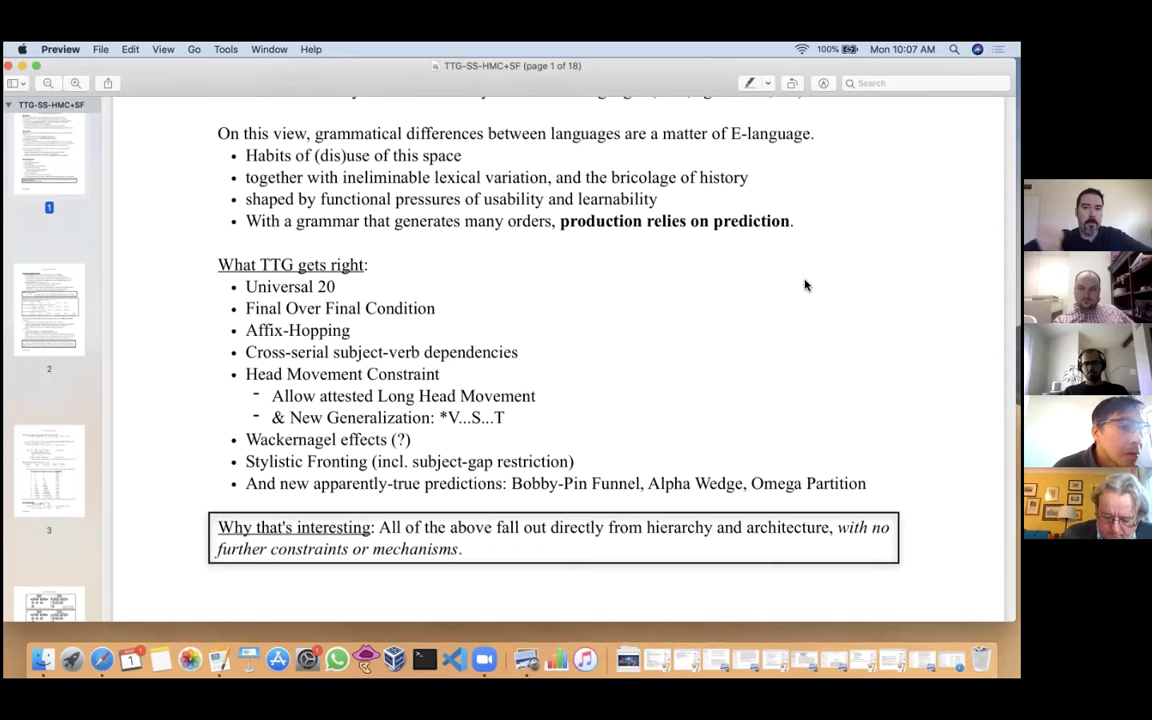 Preview File Edit View Go Tools Window Help 100% Mon 10:07 AM
TTG-SS-HMC+SF (page 1 of 18)
Search
TTG-SS-HMC+SF
On this view, grammatical differences between languages are a matter of E-language.
• Habits of (dis)use of this space
• together with ineliminable lexical variation, and the bricolage of history
• shaped by functional pressures of usability and learnability
• With a grammar that generates many orders, production relies on prediction.
What TTG gets right:
• Universal 20
• Final Over Final Condition
• Affix-Hopping
• Cross-serial subject-verb dependencies
• Head Movement Constraint
- Allow attested Long Head Movement
- & New Generalization: *V...S...T
• Wackernagel effects (?)
• Stylistic Fronting (incl. subject-gap restriction)
• And new apparently-true predictions: Bobby-Pin Funnel, Alpha Wedge, Omega Partition
Why that's interesting: All of the above fall out directly from hierarchy and architecture, with no
further constraints or mechanisms.
1
2
3
1